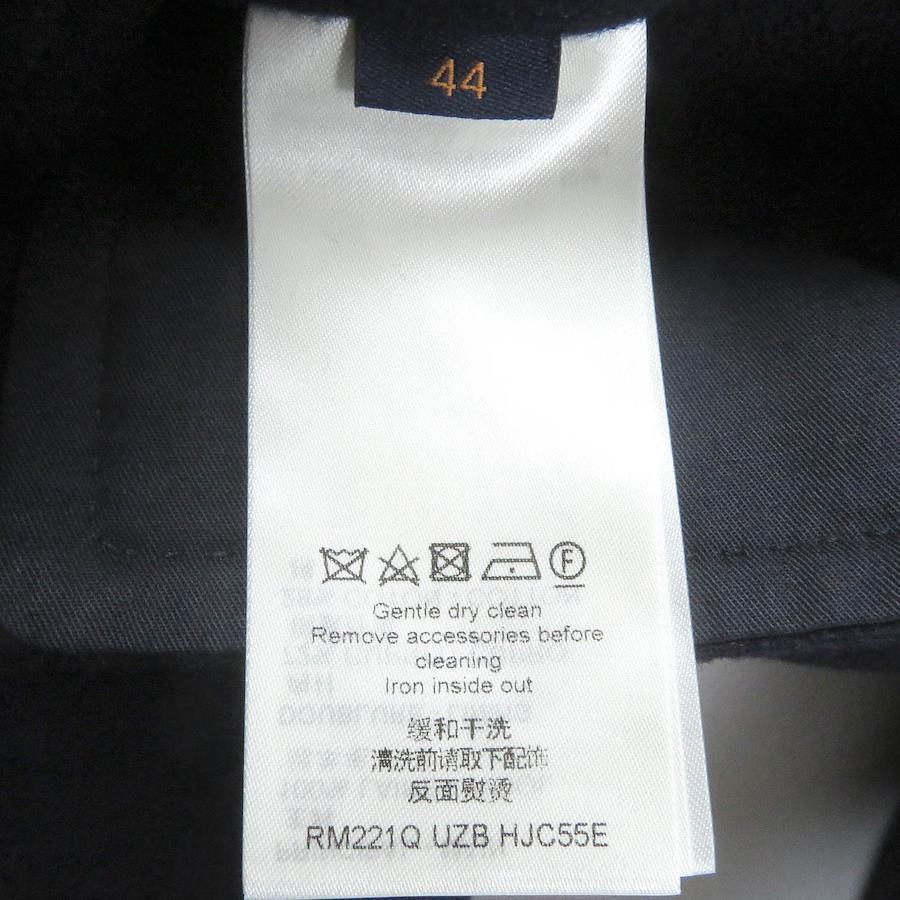 44
F
Gentle dry clean
Remove accessories before
cleaning
Iron inside out
缓和干洗
清洗前请取下配饰
反面熨烫
RM221Q UZB HJC55E